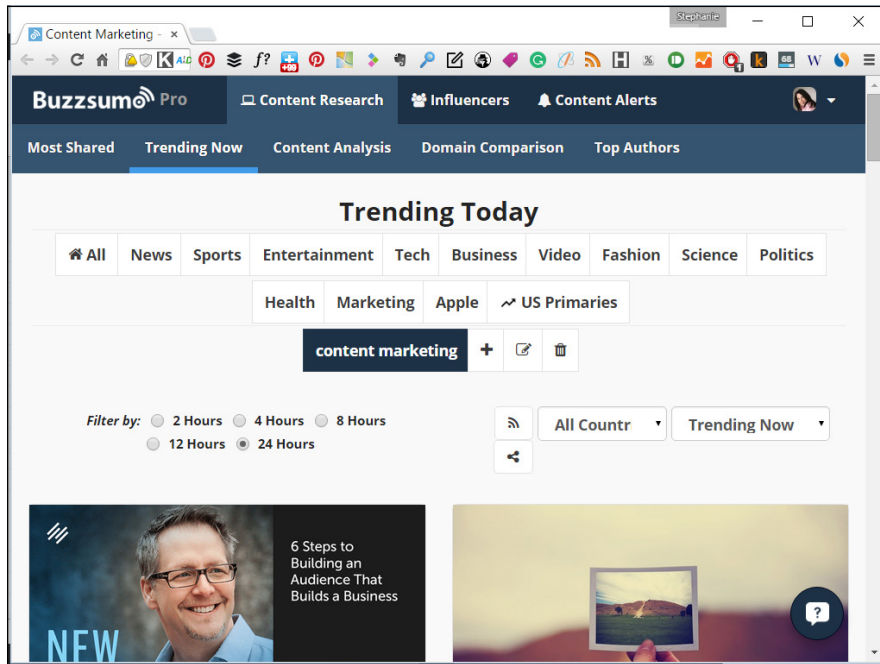 Stephanie
Content Marketing -
f?
+99
68
W
1
Buzzsumo Pro
Content Research
Influencers
Content Alerts
Most Shared
Trending Now
Content Analysis
Domain Comparison
Top Authors
Trending Today
All
News
Sports
Entertainment
Tech
Business
Video
Fashion
Science
Politics
Health
Marketing
Apple
US Primaries
content marketing
Filter by:
2 Hours
4 Hours
8 Hours
12 Hours
24 Hours
All Countr
Trending Now
6 Steps to
Building an
Audience That
Builds a Business
NEW
?